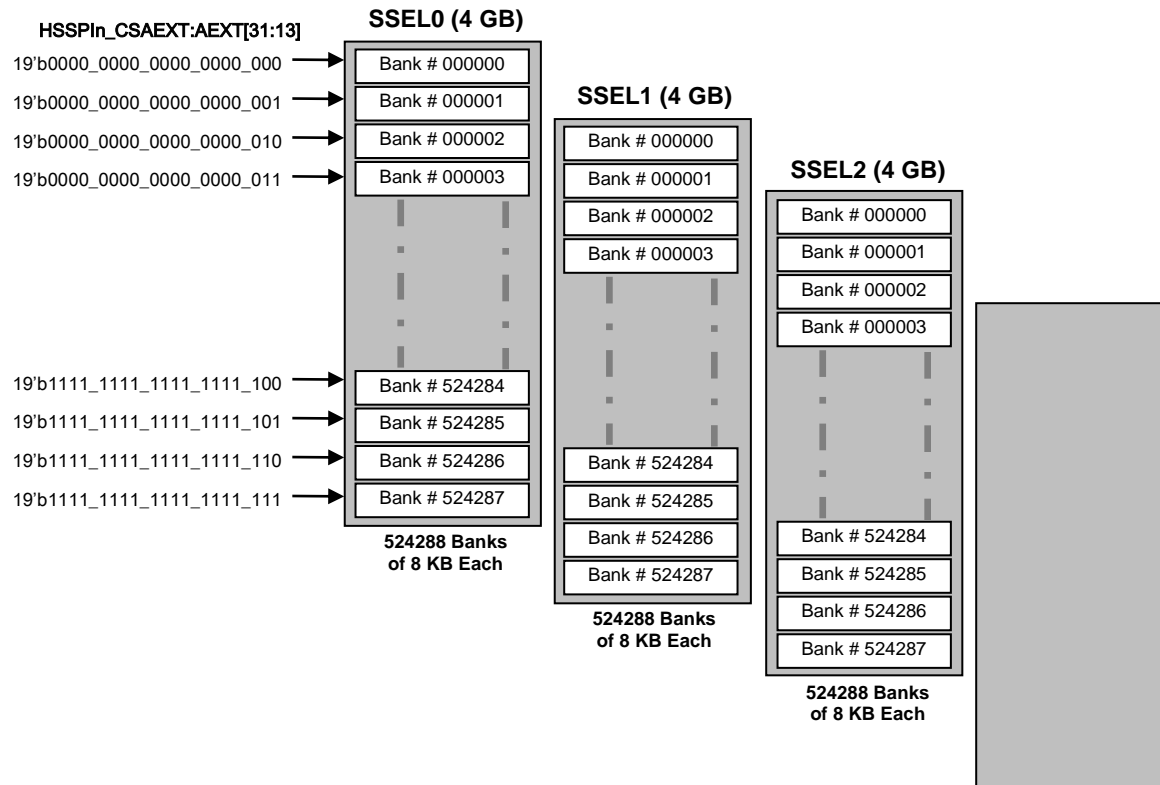 HSSPIn_CSAEXT:AEXT[31:13]
19'b0000_0000_0000_0000_000
19'b0000_0000_0000_0000_001
19'b0000_0000_0000_0000_010
19'b0000_0000_0000_0000_011
19'b1111_1111_1111_1111_100
19'b1111_1111_1111_1111_101
19'b1111_1111_1111_1111_110
19'b1111_1111_1111_1111_111
SSEL0 (4 GB)
Bank # 000000
Bank # 000001
Bank # 000002
Bank # 000003
Bank # 524284
Bank # 524285
Bank # 524286
Bank # 524287
524288 Banks
of 8 KB Each
SSEL1 (4 GB)
Bank # 000000
Bank # 000001
Bank # 000002
Bank # 000003
Bank # 524284
Bank # 524285
Bank # 524286
Bank # 524287
524288 Banks
of 8 KB Each
SSEL2 (4 GB)
Bank # 000000
Bank # 000001
Bank # 000002
Bank # 000003
Bank # 524284
Bank # 524285
Bank # 524286
Bank # 524287
524288 Banks
of 8 KB Each